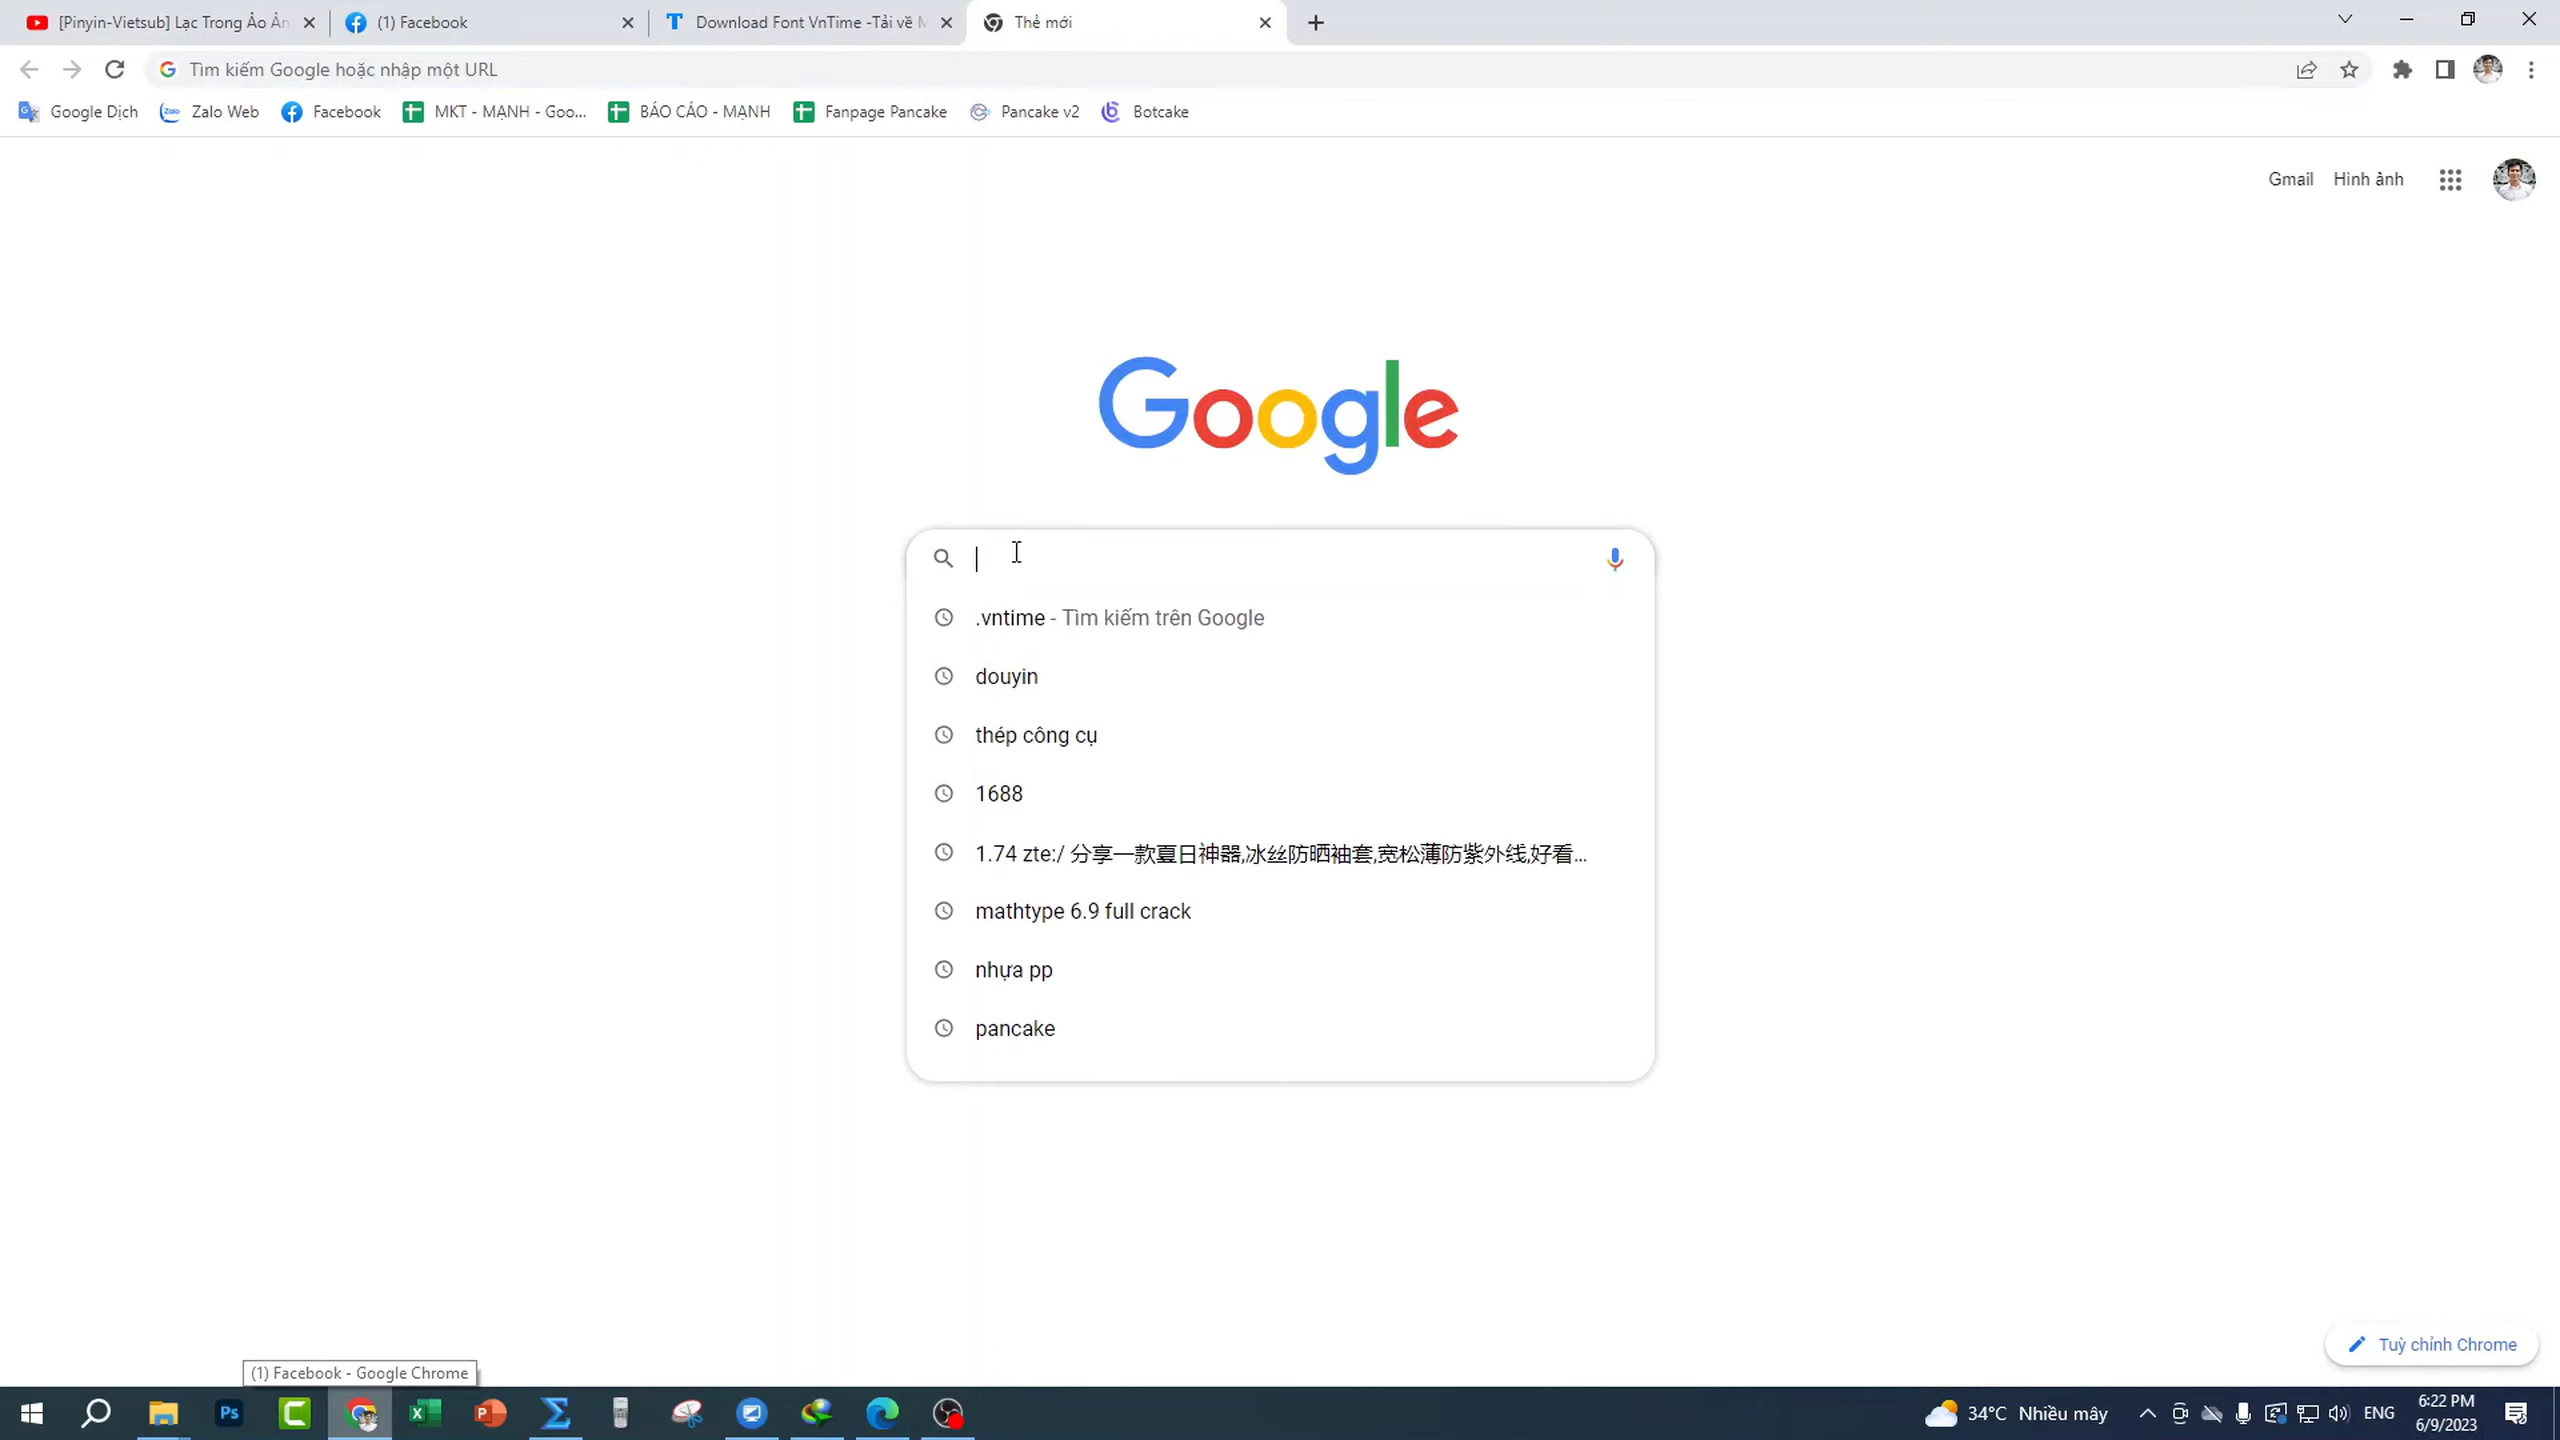 [Pinyin-Vietsub] Lạc Trong Ảo Ản
(1) Facebook
Download Font VnTime -Tải về M
Thẻ mới
Tìm kiếm Google hoặc nhập một URL
Google Dịch
Zalo Web
Facebook
MKT - MẠNH - Goo...
BÁO CÁO - MẠNH
Fanpage Pancake
Pancake v2
Botcake
Gmail
Hình ảnh
Google
.vntime - Tìm kiếm trên Google
douyin
thép công cụ
1688
1.74 zte:/ 分享一款夏日神器,冰丝防晒袖套,宽松薄防紫外线,好看...
mathtype 6.9 full crack
nhựa pp
pancake
Tuỳ chỉnh Chrome
(1) Facebook - Google Chrome
Ps
34°C Nhiều mây
ENG
6:22 PM
6/9/2023